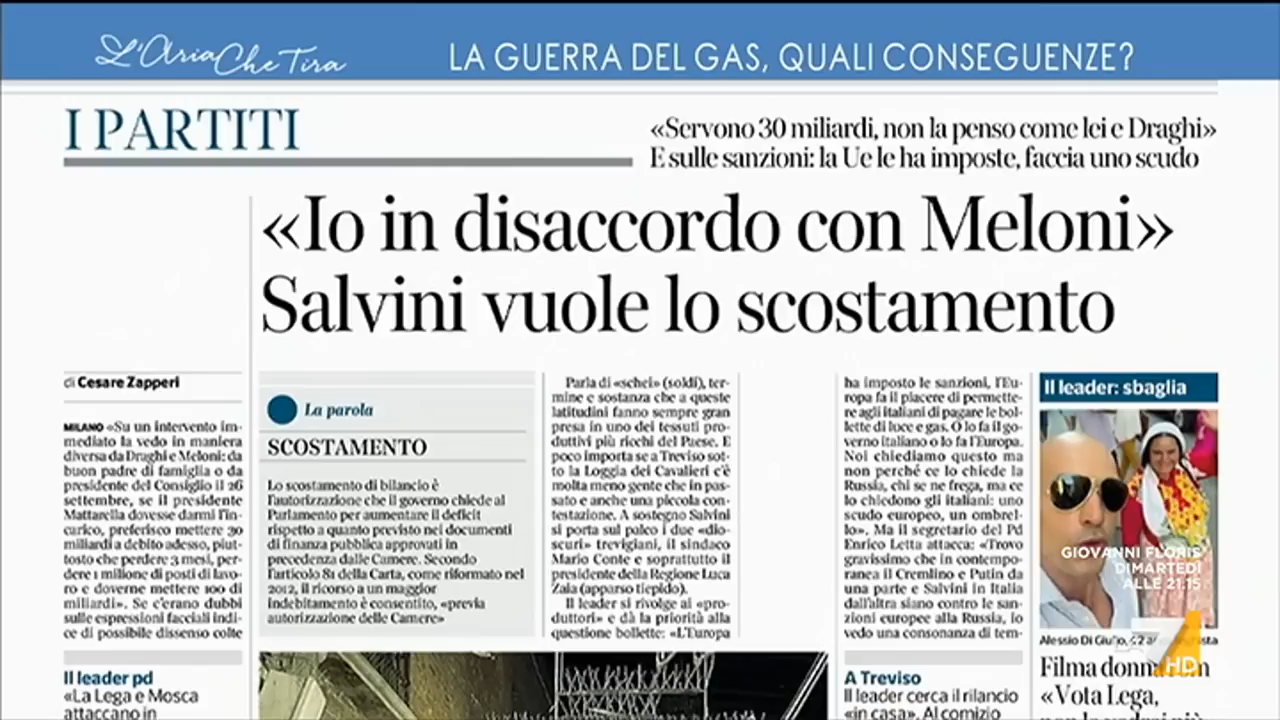 L'Aria Che Tira
LA GUERRA DEL GAS, QUALI CONSEGUENZE?
I PARTITI
«Servono 30 miliardi, non la penso come lei e Draghi»
E sulle sanzioni: la Ue le ha imposte, faccia uno scudo
«Io in disaccordo con Meloni»
Salvini vuole lo scostamento
di Cesare Zapperi
MILANO «Su un intervento im-
mediato la vedo in maniera
diversa da Draghi e Meloni: da
buon padre di famiglia o da
presidente del Consiglio il 26
settembre, se il presidente
Mattarella dovesse darmi l'in-
carico, preferisco mettere 30
miliardi a debito adesso, piut-
tosto che perdere 3 mesi, per-
dere 1 milione di posti di lavo-
ro e doverne mettere 100 di
miliardi». Se c'erano dubbi
sulle espressioni facciali indi-
ce di possibile dissenso colte
Il leader pd
«La Lega e Mosca
attaccano in
La parola
SCOSTAMENTO
Lo scostamento di bilancio è
l'autorizzazione che il governo chiede al
Parlamento per aumentare il deficit
rispetto a quanto previsto nei documenti
di finanza pubblica approvati in
precedenza dalle Camere. Secondo
l'articolo 81 della Carta, come riformato nel
2012, il ricorso a un maggior
indebitamento è consentito, «previa
autorizzazione delle Camere»
Parla di «schei» (soldi), ter-
mine e sostanza che a queste
latitudini fanno sempre gran
presa in uno dei tessuti pro-
duttivi più ricchi del Paese. E
poco importa se a Treviso sot-
to la Loggia dei Cavalieri c'è
molta meno gente che in pas-
sato e anche una piccola con-
testazione. A sostegno Salvini
si porta sul palco i due «dio-
scuri» trevigiani, il sindaco
Mario Conte e soprattutto il
presidente della Regione Luca
Zaia (apparso tiepido).
Il leader si rivolge ai «pro-
duttori» e dà la priorità alla
questione bollette: «L'Europa
ha imposto le sanzioni, l'Eu-
ropa fa il piacere di permette-
re agli italiani di pagare le bol-
lette di luce e gas. O lo fa il go-
verno italiano o lo fa l'Europa.
Noi chiediamo questo ma
non perché ce lo chiede la
Russia, chi se ne frega, ma ce
lo chiedono gli italiani: uno
scudo europeo, un ombrel-
lo». Ma il segretario del Pd
Enrico Letta attacca: «Trovo
gravissimo che in contempo-
ranea il Cremlino e Putin da
una parte e Salvini in Italia
dall'altra siano contro le san-
zioni europee alla Russia, io
vedo una consonanza di tem-
A Treviso
Il leader cerca il rilancio
«in casa». Al comizio
Il leader: sbaglia
GIOVANNI FLORIS
DIMARTEDÌ
ALLE 21.15
Alessio Di Giulio,
7 HD
Filma donna
«Vota Lega,